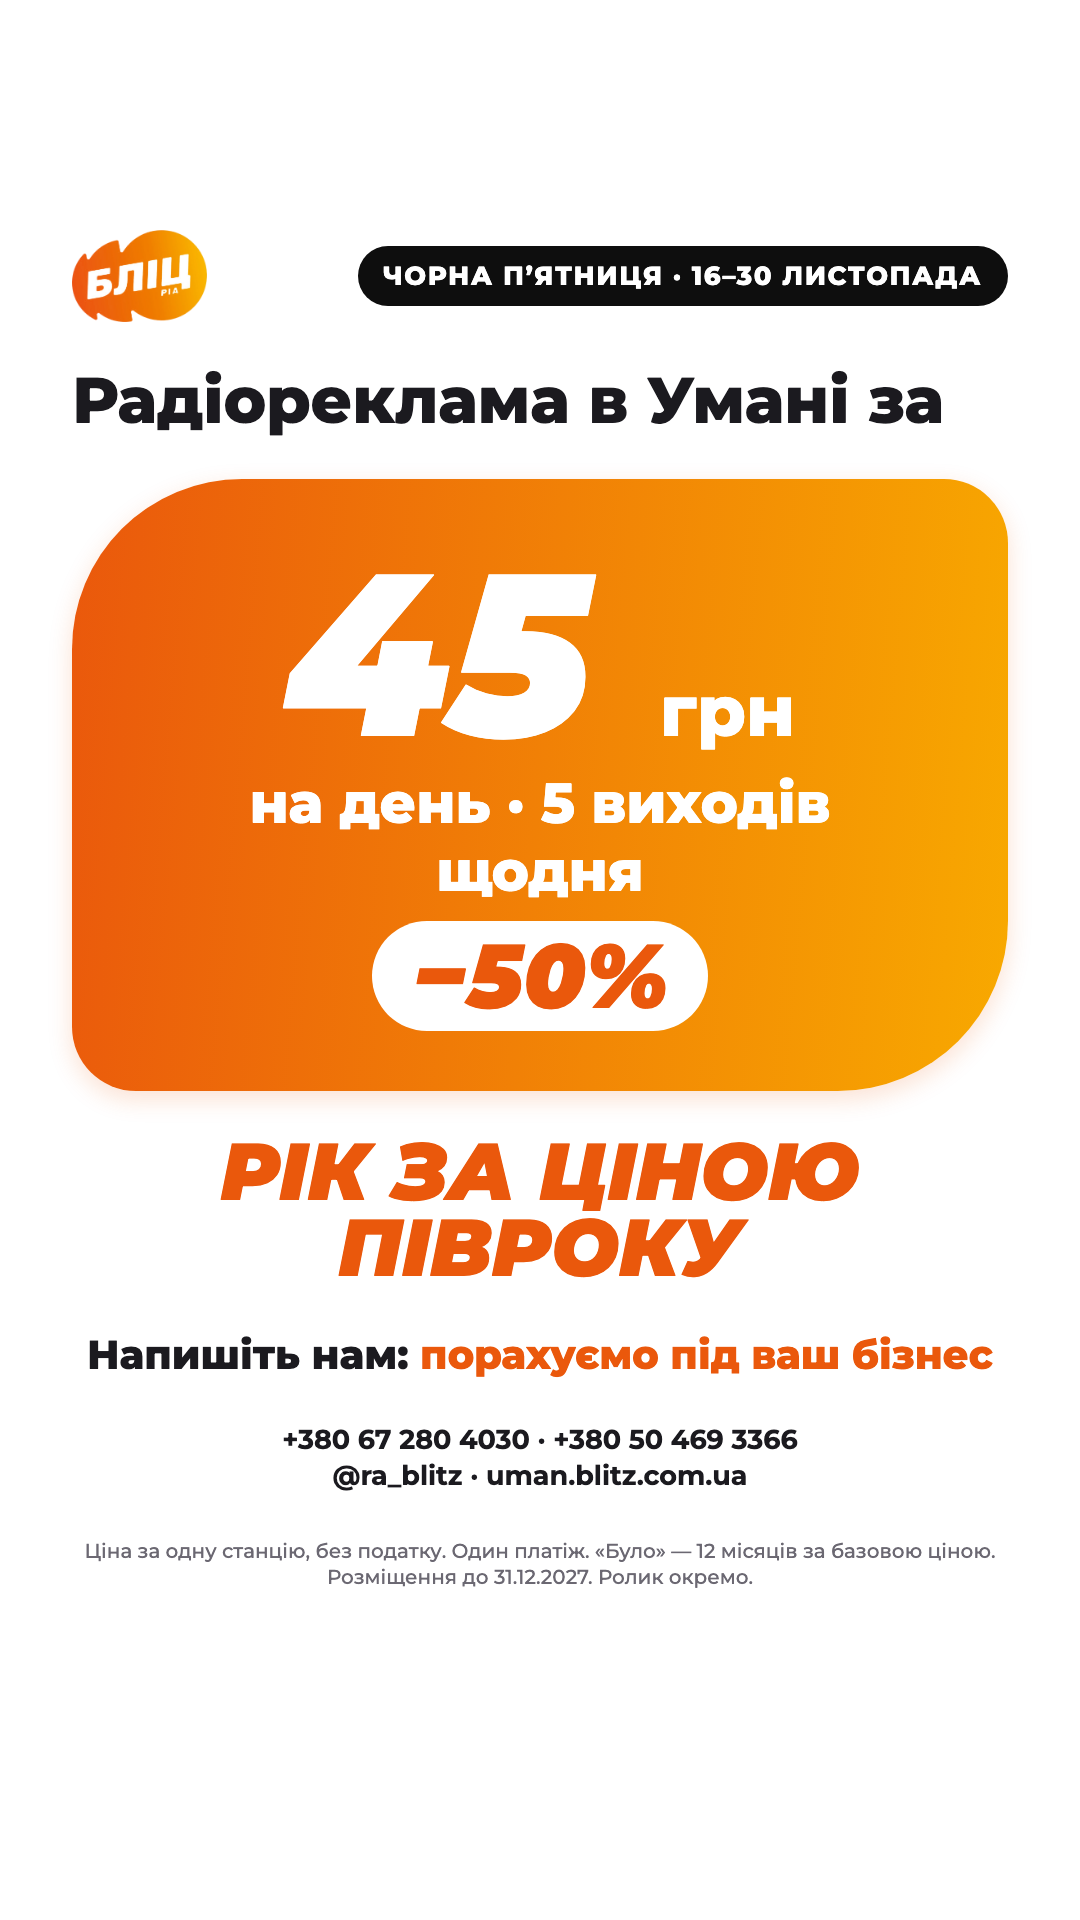 БЛІЦ
РІА
ЧОРНА П’ЯТНИЦЯ · 16–30 ЛИСТОПАДА
Радіореклама в Умані за
45 грн
на день · 5 виходів
щодня
–50%
РІК ЗА ЦІНОЮ
ПІВРОКУ
Напишіть нам: порахуємо під ваш бізнес
+380 67 280 4030 · +380 50 469 3366
@ra_blitz · uman.blitz.com.ua
Ціна за одну станцію, без податку. Один платіж. «Було» — 12 місяців за базовою ціною.
Розміщення до 31.12.2027. Ролик окремо.